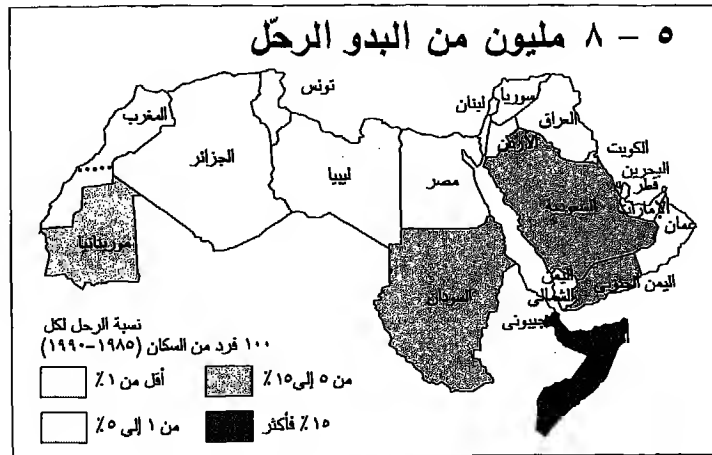 ٥ – ٨ مليون من البدو الرحّل
تونس
لبنان
سوريا
المغرب
العراق
الجزائر
الأردن
الكويت
ليبيا
مصر
البحرين
قطر
السعودية
الإمارات
عمان
موريتانيا
السودان
اليمن
الشمالي
اليمن الجنوبي
جيبوتى
نسبة الرحل لكل
١٠٠ فرد من السكان (١٩٨٥-١٩٩٠)
أقل من ١٪
من ٥ إلى ١٥٪
من ١ إلى ٥٪
١٥٪ فأكثر